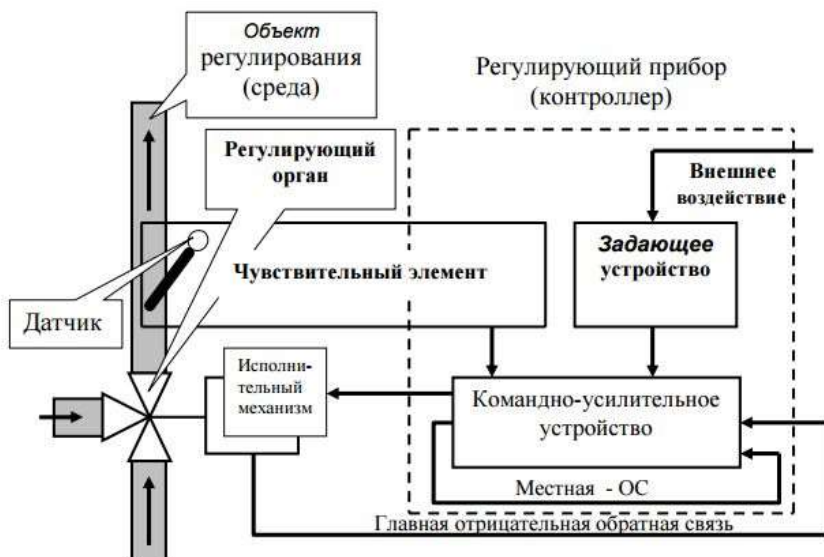 Объект
регулирования
(среда)
Регулирующий прибор
(контроллер)
Регулирующий
орган
Внешнее
воздействие
Чувствительный элемент
Задающее
устройство
Датчик
Исполни-
тельный
механизм
Командно-усилительное
устройство
Местная - ОС
Главная отрицательная обратная связь